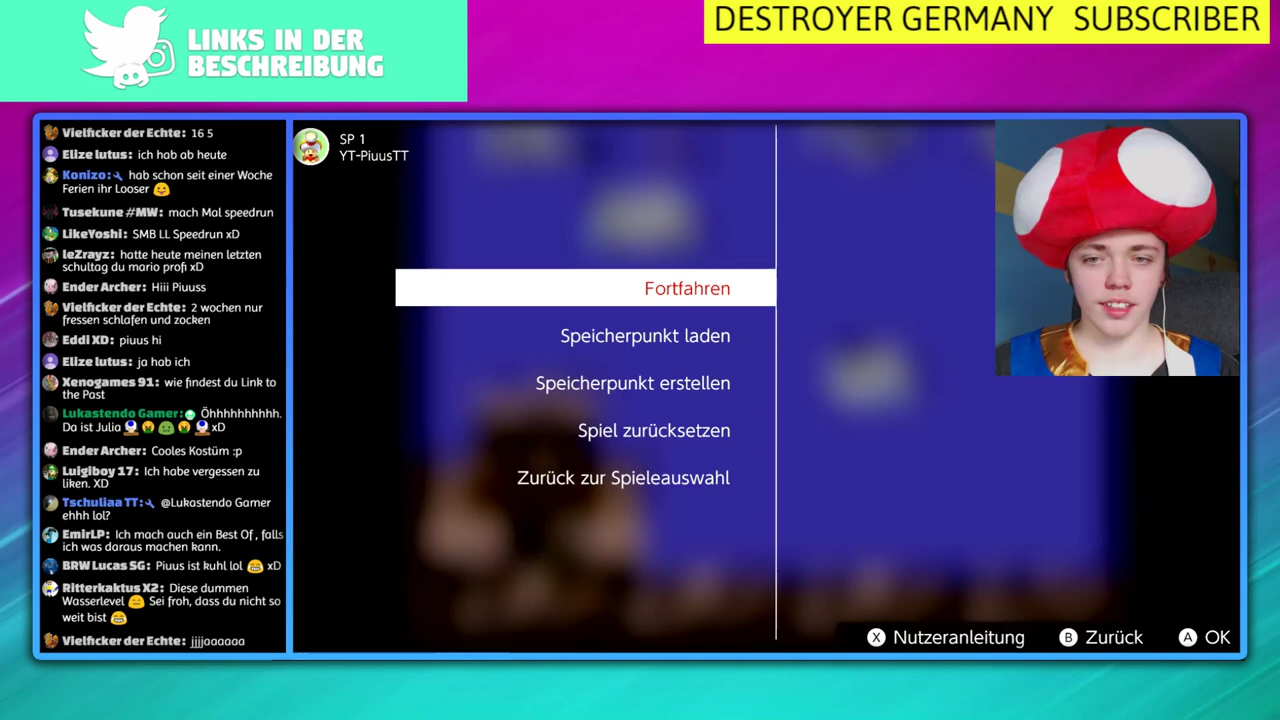 LINKS IN DER
BESCHREIBUNG
DESTROYER GERMANY SUBSCRIBER
Vielficker der Echte: 16 5
Elize lutus: ich hab ab heute
Konizo: hab schon seit einer Woche
Ferien ihr Looser
Tusekune #MW: mach Mal speedrun
LikeYoshi: SMB LL Speedrun xD
leZrayz: hatte heute meinen letzten
schultag du mario profi xD
Ender Archer: Hiii Piuuss
Vielficker der Echte: 2 wochen nur
fressen schlafen und zocken
Eddi XD: piuus hi
Elize lutus: ja hab ich
Xenogames 91: wie findest du Link to
the Past
Lukastendo Gamer: Öhhhhhhhhhh.
Da ist Julia xD
Ender Archer: Cooles Kostüm :p
Luigiboy 17: Ich habe vergessen zu
liken. XD
Tschuliaa TT: @Lukastendo Gamer
ehhh lol?
EmirLP: Ich mach auch ein Best Of, falls
ich was daraus machen kann.
BRW Lucas SG: Piuus ist kuhl lol xD
Ritterkaktus X2: Diese dummen
Wasserlevel Sei froh, dass du nicht so
weit bist
Vielficker der Echte: jjjjaaaaaa
SP 1
YT-PiuusTT
Fortfahren
Speicherpunkt laden
Speicherpunkt erstellen
Spiel zurücksetzen
Zurück zur Spieleauswahl
X Nutzeranleitung B Zurück A OK